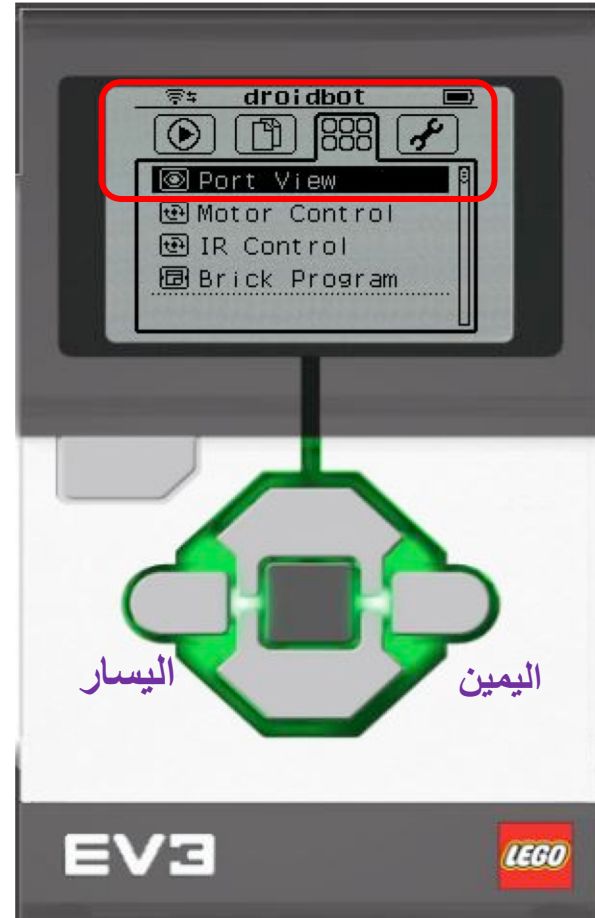 droidbot
Port View
Motor Control
IR Control
Brick Program
اليسار
اليمين
EV3
LEGO